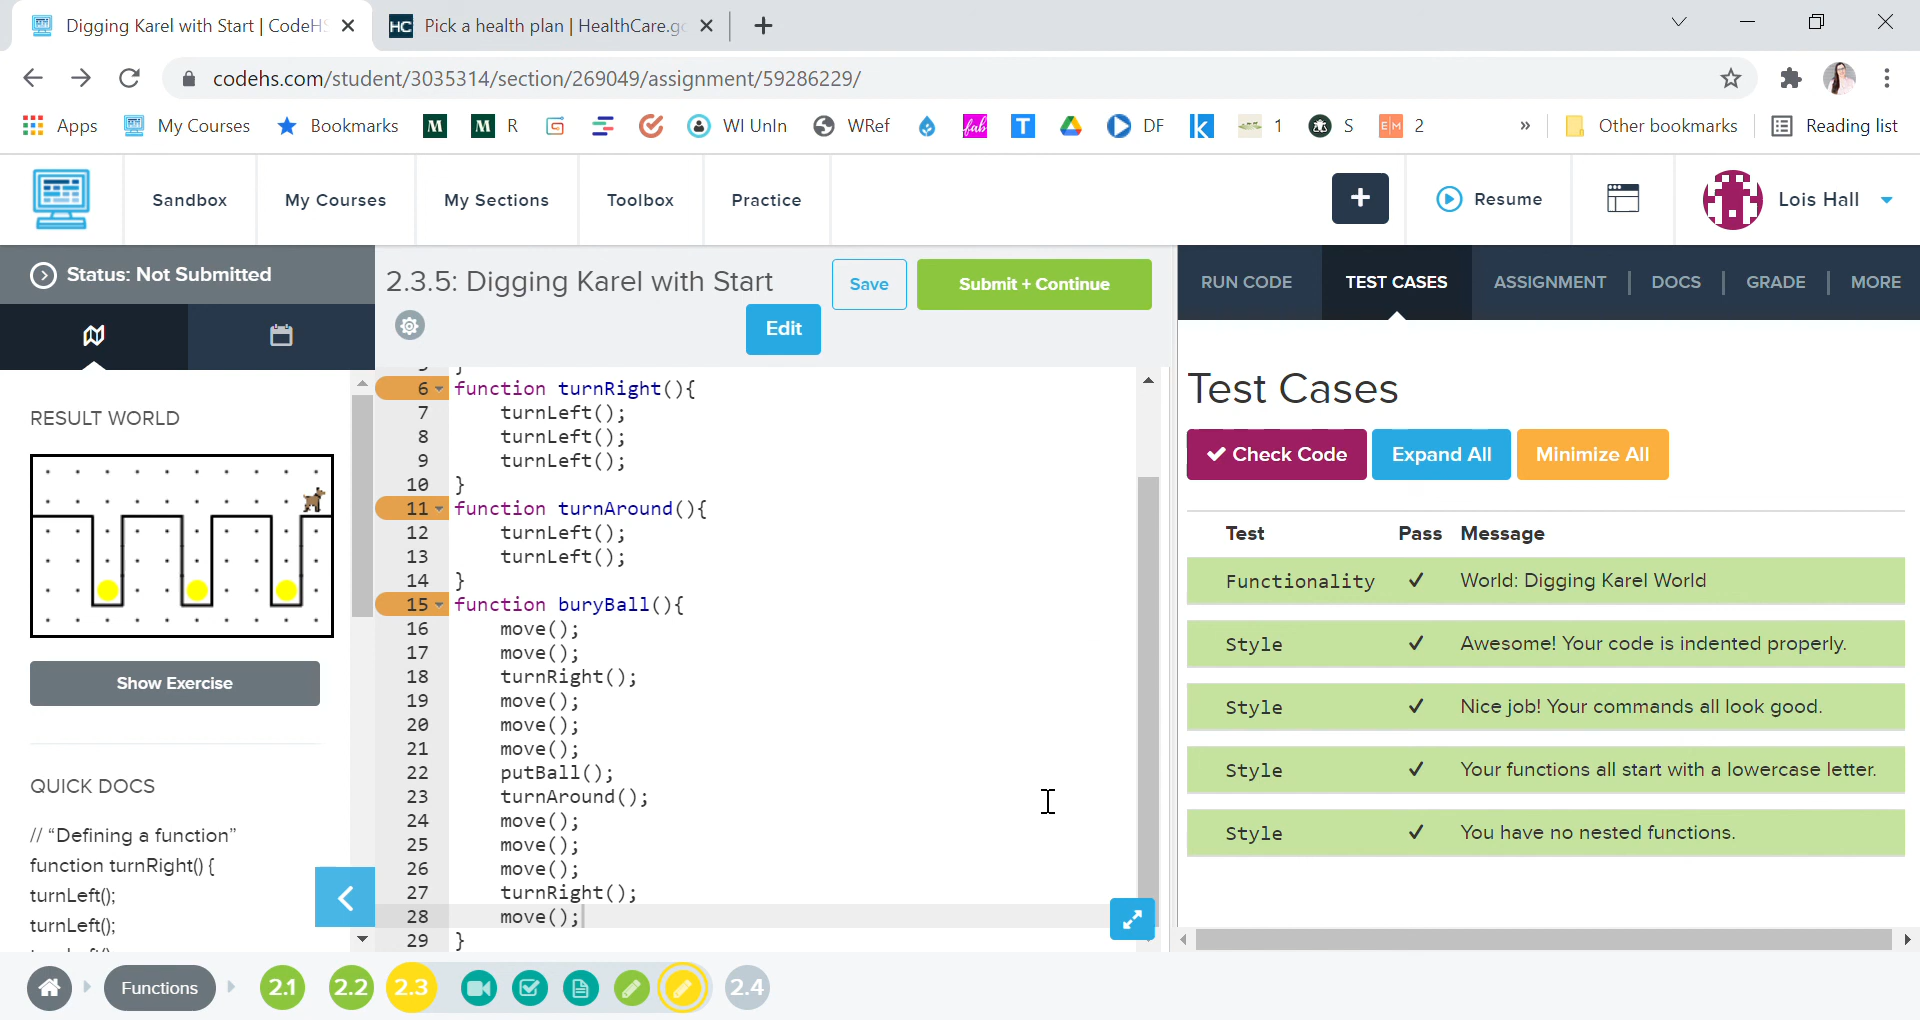 Digging Karel with Start | CodeHS
Pick a health plan | HealthCare.go
codehs.com/student/3035314/section/269049/assignment/59286229/
Apps My Courses Bookmarks M M R WI UnIn WRef fab T DF K 1 S EM 2 » Other bookmarks Reading list
Sandbox My Courses My Sections Toolbox Practice + Resume Lois Hall
Status: Not Submitted
2.3.5: Digging Karel with Start
Save
Submit + Continue
Edit
RUN CODE TEST CASES ASSIGNMENT | DOCS | GRADE | MORE
RESULT WORLD
Show Exercise
QUICK DOCS
// “Defining a function”
function turnRight() {
turnLeft();
turnLeft();
6 function turnRight(){
7 turnLeft();
8 turnLeft();
9 turnLeft();
10 }
11 function turnAround(){
12 turnLeft();
13 turnLeft();
14 }
15 function buryBall(){
16 move();
17 move();
18 turnRight();
19 move();
20 move();
21 move();
22 putBall();
23 turnAround();
24 move();
25 move();
26 move();
27 turnRight();
28 move();
29 }
Test Cases
Check Code Expand All Minimize All
Test Pass Message
Functionality ✓ World: Digging Karel World
Style ✓ Awesome! Your code is indented properly.
Style ✓ Nice job! Your commands all look good.
Style ✓ Your functions all start with a lowercase letter.
Style ✓ You have no nested functions.
Functions 2.1 2.2 2.3 2.4